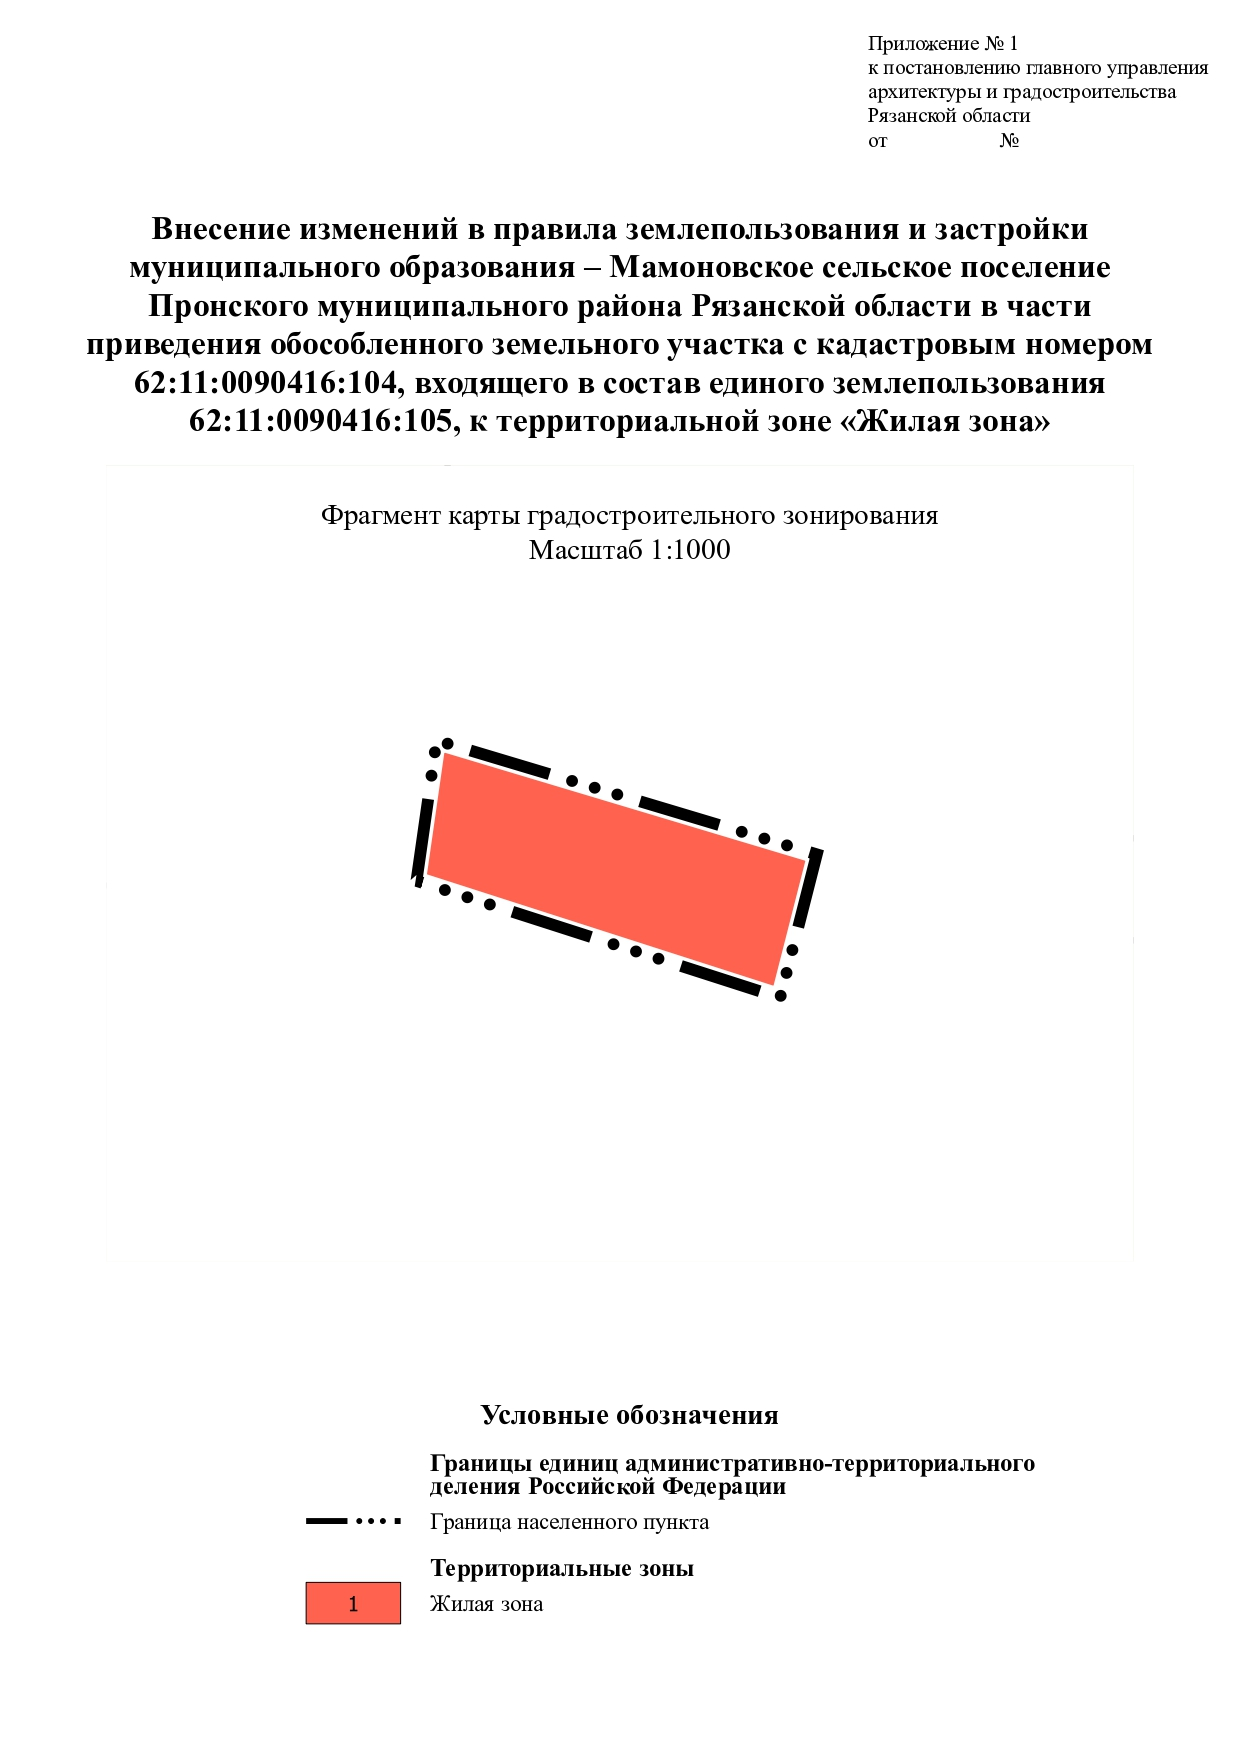 Приложение № 1
к постановлению главного управления
архитектуры и градостроительства
Рязанской области
от №
Внесение изменений в правила землепользования и застройки
муниципального образования – Мамоновское сельское поселение
Пронского муниципального района Рязанской области в части
приведения обособленного земельного участка с кадастровым номером
62:11:0090416:104, входящего в состав единого землепользования
62:11:0090416:105, к территориальной зоне «Жилая зона»
Фрагмент карты градостроительного зонирования
Масштаб 1:1000
Условные обозначения
Границы единиц административно-территориального
деления Российской Федерации
Граница населенного пункта
Территориальные зоны
1 Жилая зона